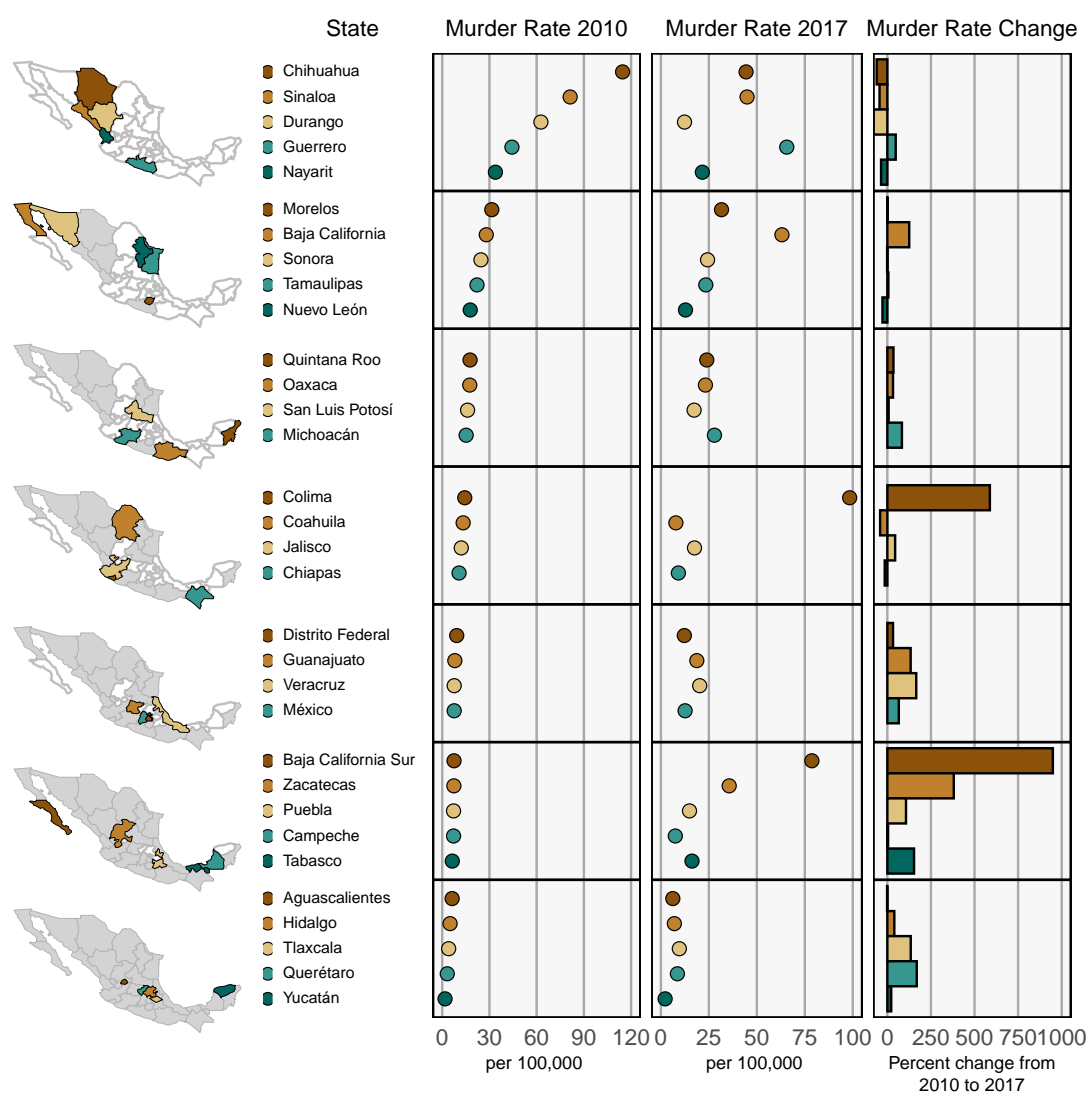 State Murder Rate 2010 Murder Rate 2017 Murder Rate Change
Chihuahua
Sinaloa
Durango
Guerrero
Nayarit
Morelos
Baja California
Sonora
Tamaulipas
Nuevo León
Quintana Roo
Oaxaca
San Luis Potosí
Michoacán
Colima
Coahuila
Jalisco
Chiapas
Distrito Federal
Guanajuato
Veracruz
México
Baja California Sur
Zacatecas
Puebla
Campeche
Tabasco
Aguascalientes
Hidalgo
Tlaxcala
Querétaro
Yucatán
0 30 60 90 120 0 25 50 75 100 0 250 500 750 1000
per 100,000 per 100,000 Percent change from
2010 to 2017